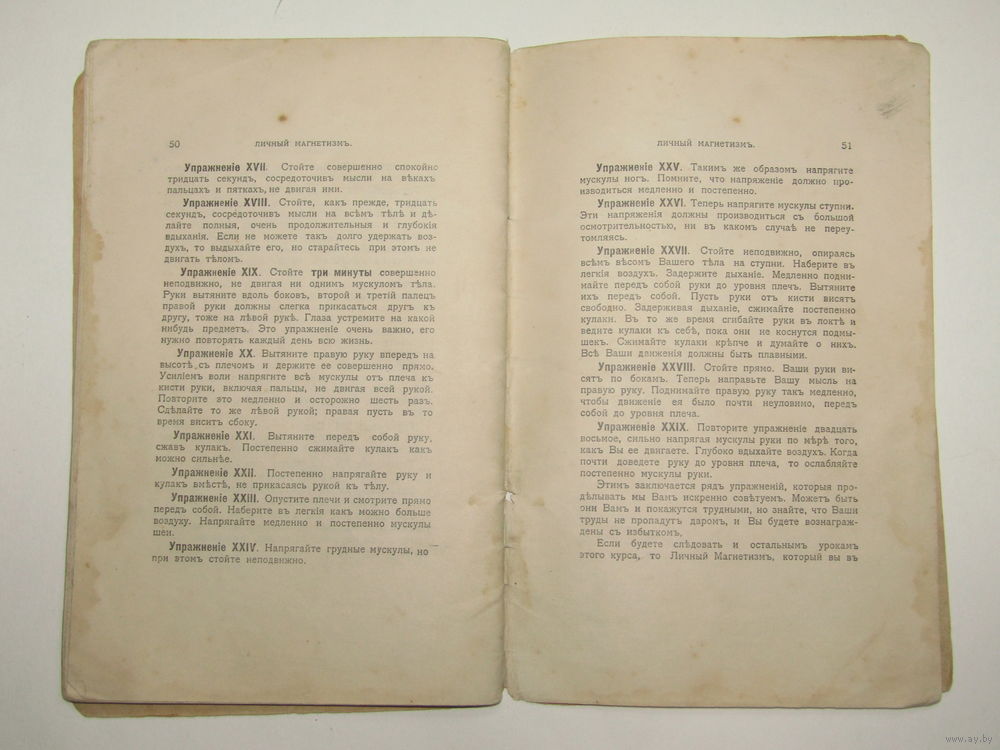 50 ЛИЧНЫЙ МАГНЕТИЗМЪ.
Упражненіе XVII. Стойте совершенно спокойно
тридцать секундъ, сосредоточивъ мысли на вѣкахъ
пальцахъ и пяткахъ, не двигая ими.
Упражненіе XVIII. Стойте, какъ прежде, тридцать
секундъ, сосредоточивъ мысли на всѣмъ тѣлѣ и дѣ-
лайте полныя, очень продолжительныя и глубокія
вдыханія. Если не можете такъ долго удержать воз-
духъ, то выдыхайте его, но старайтесь при этомъ не
двигать тѣломъ.
Упражненіе XIX. Стойте три минуты совершенно
неподвижно, не двигая ни однимъ мускуломъ тѣла.
Руки вытяните вдоль боковъ, второй и третій палецъ
правой руки должны слегка прикасаться другъ къ
другу, тоже на лѣвой рукѣ. Глаза устремите на какой
нибудь предметъ. Это упражненіе очень важно, его
нужно повторять каждый день всю жизнь.
Упражненіе XX. Вытяните правую руку впередъ на
высотѣ съ плечомъ и держите ее совершенно прямо.
Усиліемъ воли напрягите всѣ мускулы отъ плеча къ
кисти руки, включая пальцы, не двигая всей рукой.
Повторите это медленно и осторожно шесть разъ.
Сдѣлайте то же лѣвой рукой; правая пусть въ то
время виситъ сбоку.
Упражненіе XXI. Вытяните передъ собой руку,
сжавъ кулакъ. Постепенно сжимайте кулакъ какъ
можно сильнѣе.
Упражненіе XXII. Постепенно напрягайте руку и
кулакъ вмѣстѣ, не прикасаясь рукой къ тѣлу.
Упражненіе XXIII. Опустите плечи и смотрите прямо
передъ собой. Наберите въ легкія какъ можно больше
воздуху. Напрягайте медленно и постепенно мускулы
шеи.
Упражненіе XXIV. Напрягайте грудные мускулы, но
при этомъ стойте неподвижно.
ЛИЧНЫЙ МАГНЕТИЗМЪ. 51
Упражненіе XXV. Такимъ же образомъ напрягите
мускулы ногъ. Помните, что напряженіе должно про-
изводиться медленно и постепенно.
Упражненіе XXVI. Теперь напрягите мускулы ступни.
Эти напряженія должны производиться съ большой
осмотрительностью, ни въ какомъ случаѣ не переу-
томляясь.
Упражненіе XXVII. Стойте неподвижно, опираясь
всѣмъ вѣсомъ Вашего тѣла на ступни. Наберите въ
легкія воздухъ. Задержите дыханіе. Медленно подни-
майте передъ собой руки до уровня плечъ. Вытяните
ихъ передъ собой. Пусть руки отъ кисти висятъ
свободно. Задерживая дыханіе, сжимайте постепенно
кулаки. Въ то же время сгибайте руки въ локтѣ и
ведите кулаки къ себѣ, пока они не коснутся подмы-
шекъ. Сжимайте кулаки крѣпче и думайте о нихъ.
Всѣ Ваши движенія должны быть плавными.
Упражненіе XXVIII. Стойте прямо. Ваши руки ви-
сятъ по бокамъ. Теперь направьте Вашу мысль на
правую руку. Поднимайте правую руку такъ медленно,
чтобы движеніе ея было почти неуловимо, передъ
собой до уровня плеча.
Упражненіе XXIX. Повторите упражненіе двадцать
восьмое, сильно напрягая мускулы руки по мѣрѣ того,
какъ Вы ее двигаете. Глубоко вдыхайте воздухъ. Когда
почти доведете руку до уровня плеча, то ослабляйте
постепенно мускулы руки.
Этимъ заключается рядъ упражненій, которыя про-
дѣлывать мы Вамъ искренно совѣтуемъ. Можетъ быть
они Вамъ и покажутся трудными, но знайте, что Ваши
труды не пропадутъ даромъ, и Вы будете вознаграж-
дены съ избыткомъ.
Если будете слѣдовать и остальнымъ урокамъ
этого курса, то Личный Магнетизмъ, который вы въ
www.ay.by